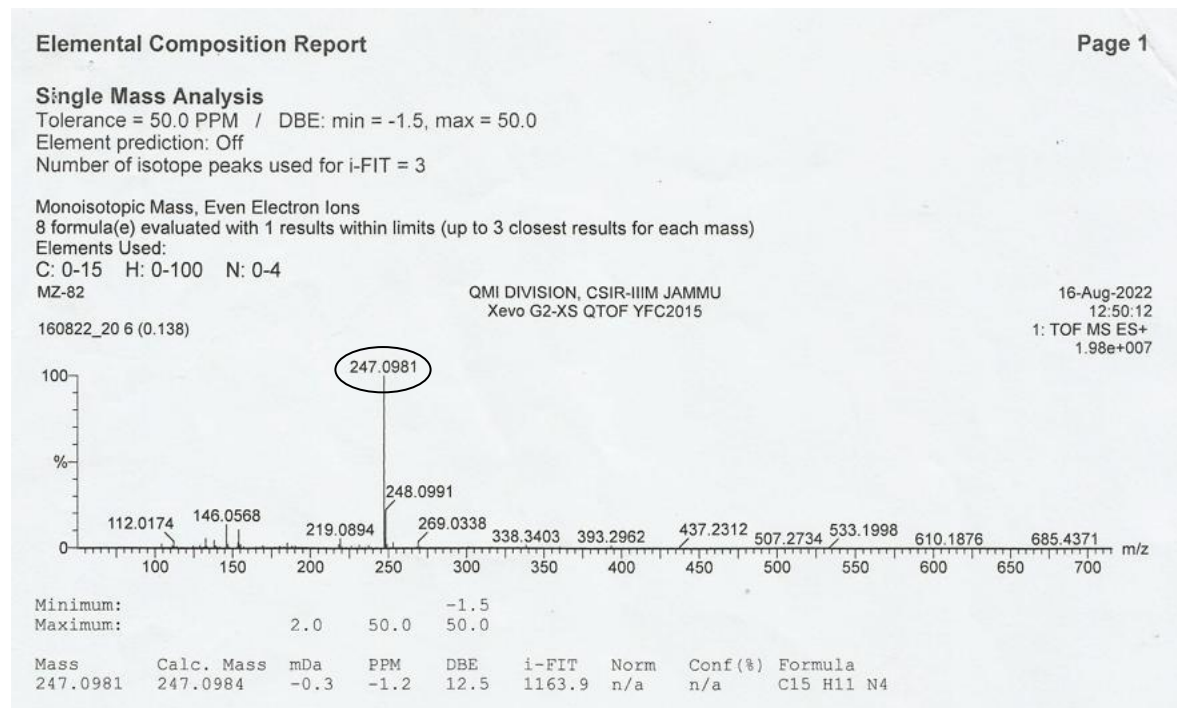 Elemental Composition Report Page 1
Single Mass Analysis
Tolerance = 50.0 PPM / DBE: min = -1.5, max = 50.0
Element prediction: Off
Number of isotope peaks used for i-FIT = 3
Monoisotopic Mass, Even Electron Ions
8 formula(e) evaluated with 1 results within limits (up to 3 closest results for each mass)
Elements Used:
C: 0-15 H: 0-100 N: 0-4
MZ-82 QMI DIVISION, CSIR-IIIM JAMMU 16-Aug-2022
Xevo G2-XS QTOF YFC2015 12:50:12
160822_20 6 (0.138) 1: TOF MS ES+
1.98e+007
247.0981
100
%
248.0991
112.0174 146.0568 219.0894 269.0338 338.3403 393.2962 437.2312 507.2734 533.1998 610.1876 685.4371
0 m/z
100 150 200 250 300 350 400 450 500 550 600 650 700
Minimum: -1.5
Maximum: 2.0 50.0 50.0
Mass Calc. Mass mDa PPM DBE i-FIT Norm Conf(%) Formula
247.0981 247.0984 -0.3 -1.2 12.5 1163.9 n/a n/a C15 H11 N4